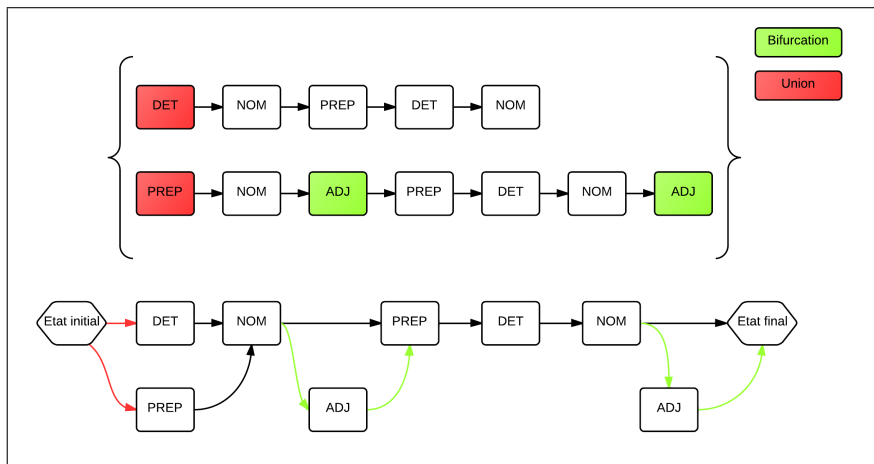 Bifurcation
Union
DET NOM PREP DET NOM
PREP NOM ADJ PREP DET NOM ADJ
Etat initial DET NOM PREP DET NOM Etat final
PREP ADJ ADJ